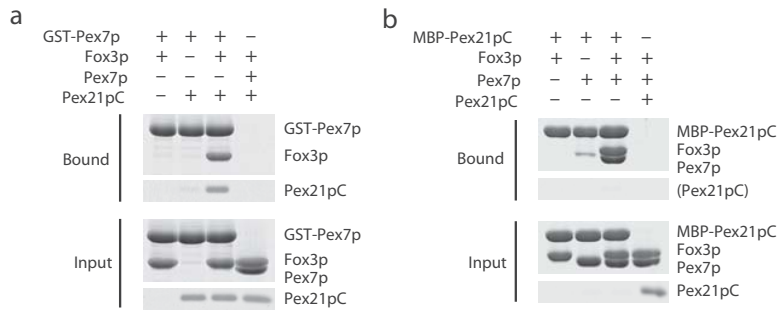 a
GST-Pex7p + + + –
Fox3p + – + +
Pex7p – – – +
Pex21pC – + + +
Bound
GST-Pex7p
Fox3p
Pex21pC
Input
GST-Pex7p
Fox3p
Pex7p
Pex21pC
b
MBP-Pex21pC + + + –
Fox3p + – + +
Pex7p – + + +
Pex21pC – – – +
Bound
MBP-Pex21pC
Fox3p
Pex7p
(Pex21pC)
Input
MBP-Pex21pC
Fox3p
Pex7p
Pex21pC